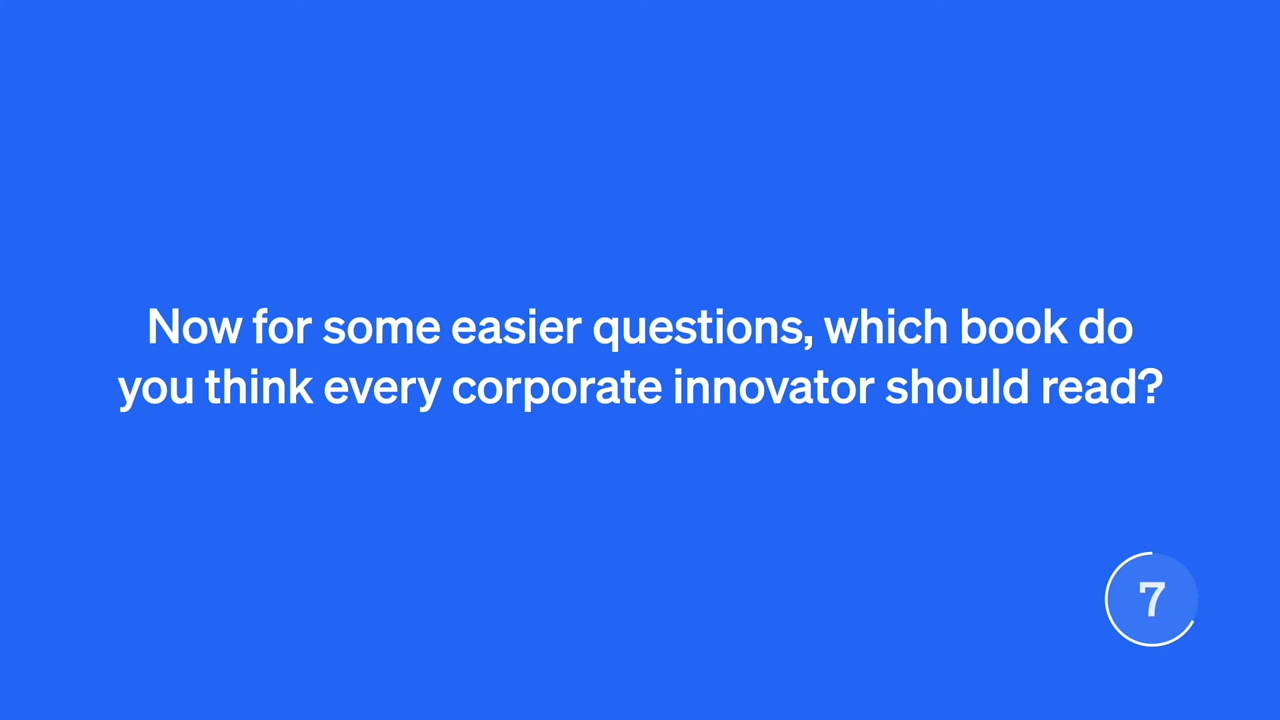 Now for some easier questions, which book do
you think every corporate innovator should read?
7